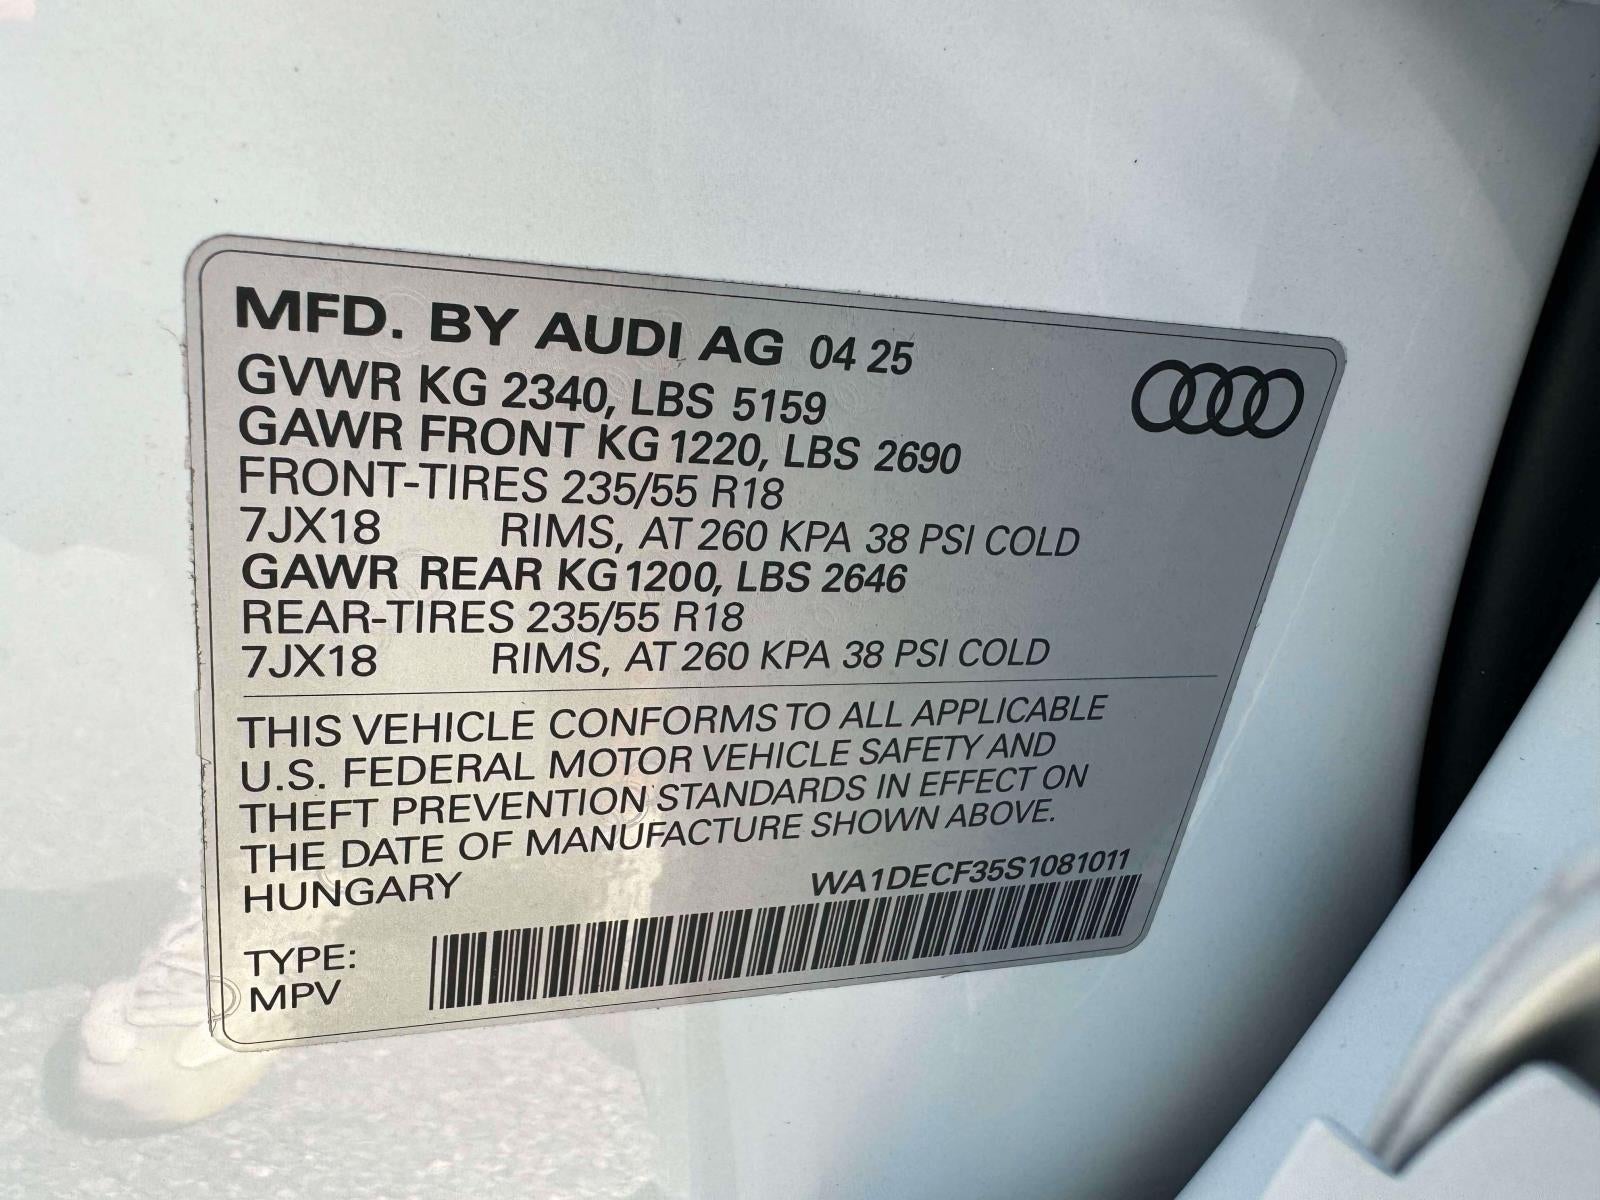 MFD. BY AUDI AG 04 25
GVWR KG 2340, LBS 5159
GAWR FRONT KG 1220, LBS 2690
FRONT-TIRES 235/55 R18
7JX18 RIMS, AT 260 KPA 38 PSI COLD
GAWR REAR KG 1200, LBS 2646
REAR-TIRES 235/55 R18
7JX18 RIMS, AT 260 KPA 38 PSI COLD
THIS VEHICLE CONFORMS TO ALL APPLICABLE
U.S. FEDERAL MOTOR VEHICLE SAFETY AND
THEFT PREVENTION STANDARDS IN EFFECT ON
THE DATE OF MANUFACTURE SHOWN ABOVE.
HUNGARY WA1DECF35S1081011
TYPE:
MPV